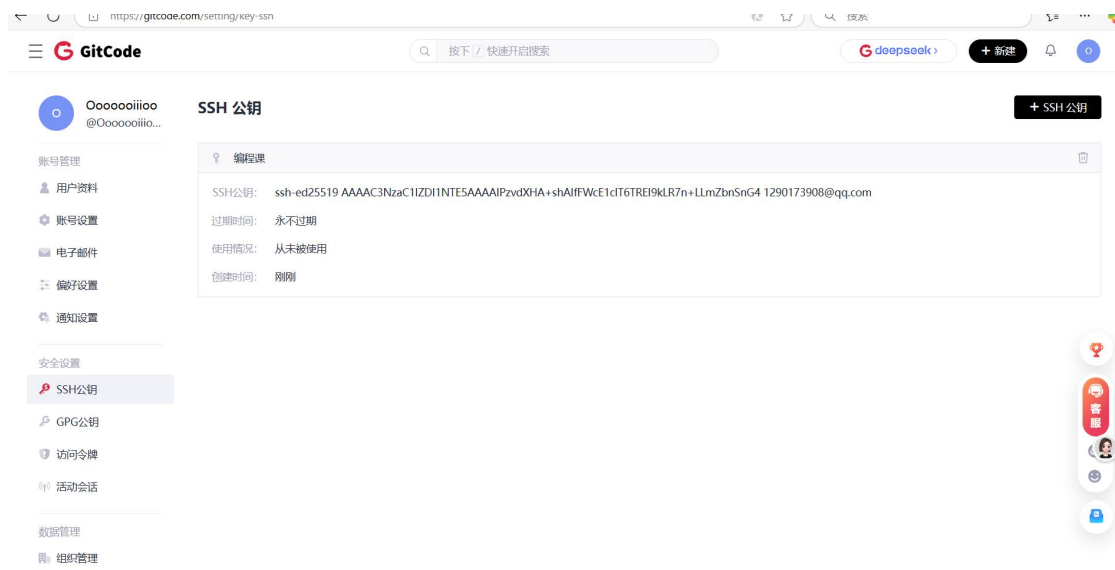 https://gitcode.com/setting/key-ssh
搜索
GitCode
按下 / 快速开启搜索
deepseek >
+ 新建
O
O
Ooooooiiioo
@Ooooooiiio...
SSH 公钥
+ SSH 公钥
账号管理
用户资料
账号设置
电子邮件
偏好设置
通知设置
安全设置
SSH公钥
GPG公钥
访问令牌
活动会话
数据管理
组织管理
编程课
SSH公钥: ssh-ed25519 AAAAC3NzaC1lZDI1NTE5AAAAIPzvdXHA+shAIfFWcE1cIT6TREI9kLR7n+LLmZbnSnG4 1290173908@qq.com
过期时间: 永不过期
使用情况: 从未被使用
创建时间: 刚刚
客服